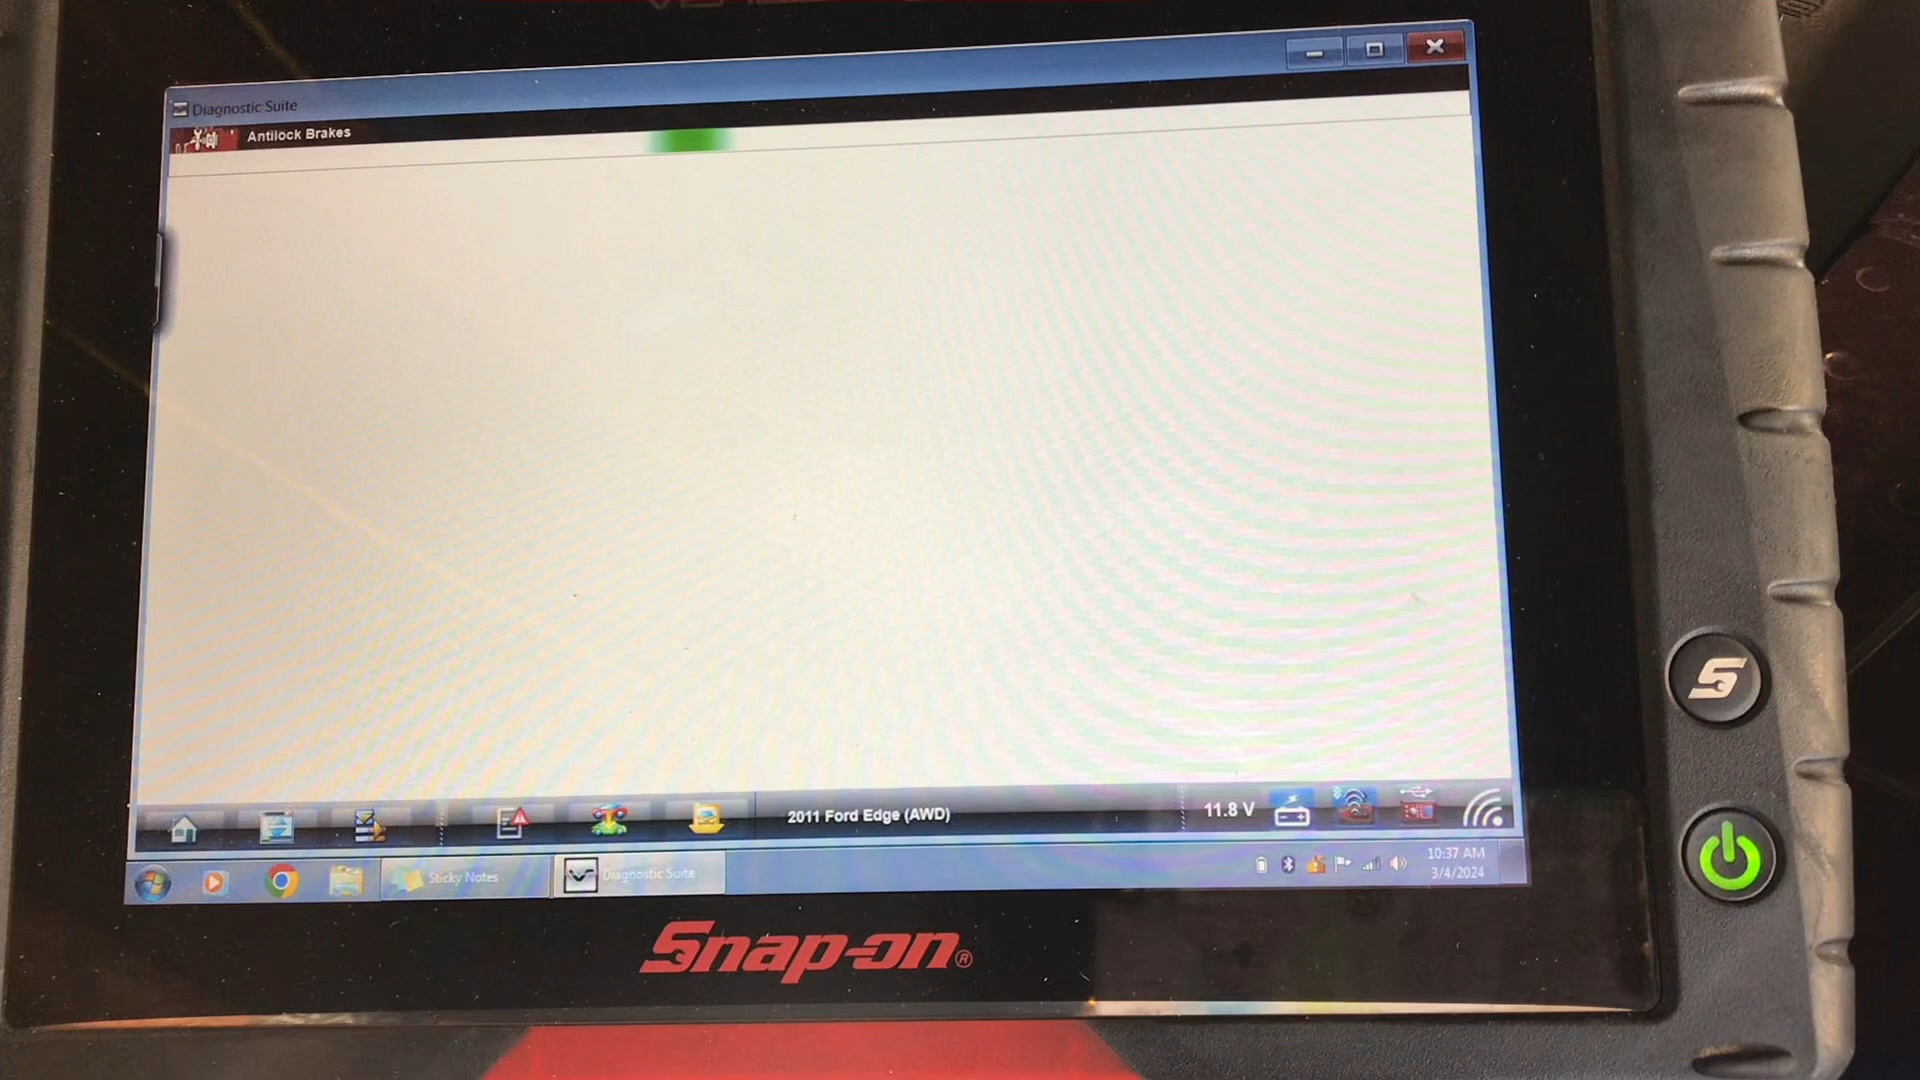 Diagnostic Suite
Antilock Brakes
2011 Ford Edge (AWD)
11.8 V
Sticky Notes
Diagnostic Suite
10:37 AM
3/4/2024
Snap-on®
S